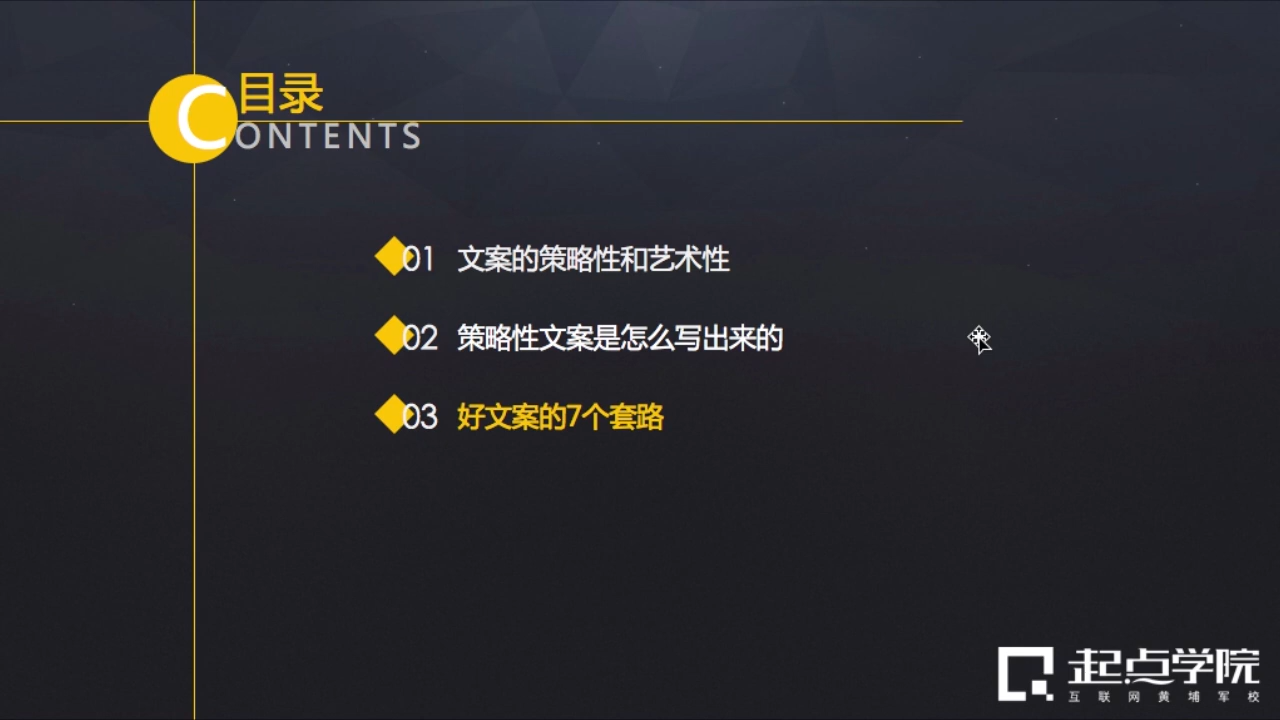 目录
CONTENTS
01 文案的策略性和艺术性
02 策略性文案是怎么写出来的
03 好文案的7个套路
起点学院
互联网黄埔军校